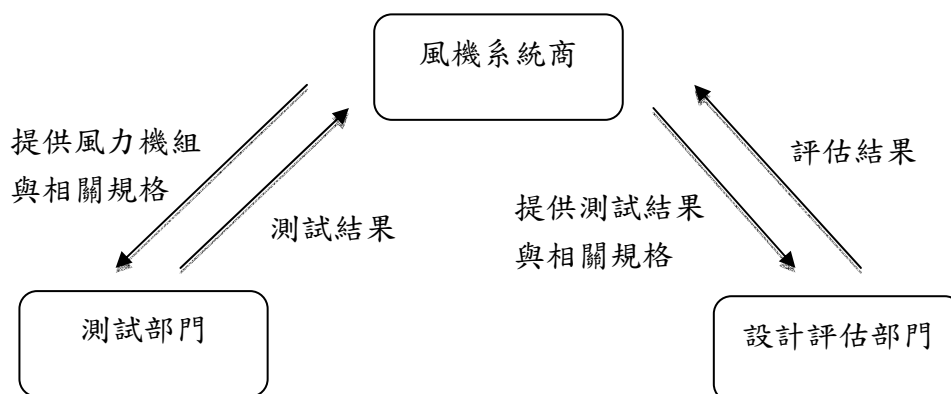 風機系統商
提供風力機組
與相關規格
測試結果
提供測試結果
與相關規格
評估結果
測試部門
設計評估部門